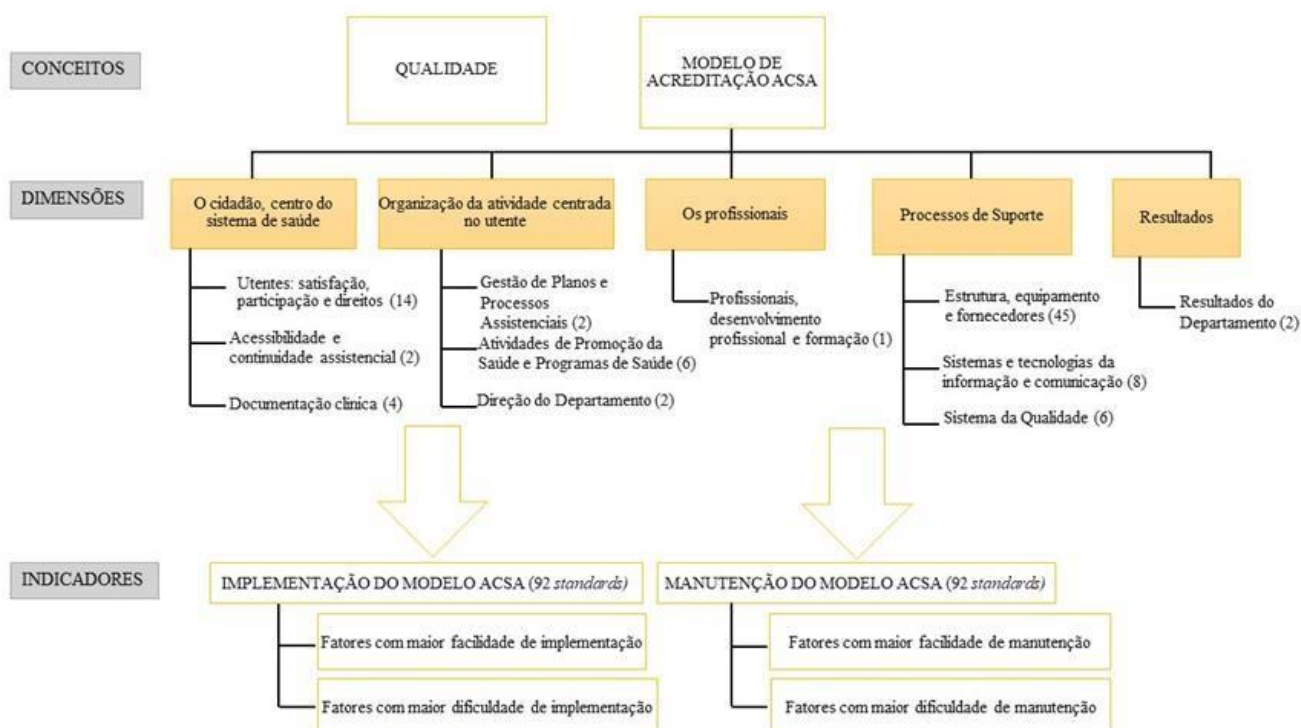 CONCEITOS
QUALIDADE
MODELO DE
ACREDITAÇÃO ACSA
DIMENSÕES
O cidadão, centro do
sistema de saúde
Organização da atividade centrada
no utente
Os profissionais
Processos de Suporte
Resultados
Utentes: satisfação,
participação e direitos (14)
Acessibilidade e
continuidade assistencial (2)
Documentação clínica (4)
Gestão de Planos e
Processos
Assistenciais (2)
Atividades de Promoção da
Saúde e Programas de Saúde (6)
Direção do Departamento (2)
Profissionais,
desenvolvimento
profissional e formação (1)
Estrutura, equipamento
e fornecedores (45)
Sistemas e tecnologias da
informação e comunicação (8)
Sistema da Qualidade (6)
Resultados do
Departamento (2)
INDICADORES
IMPLEMENTAÇÃO DO MODELO ACSA (92 standards)
Fatores com maior facilidade de implementação
Fatores com maior dificuldade de implementação
MANUTENÇÃO DO MODELO ACSA (92 standards)
Fatores com maior facilidade de manutenção
Fatores com maior dificuldade de manutenção